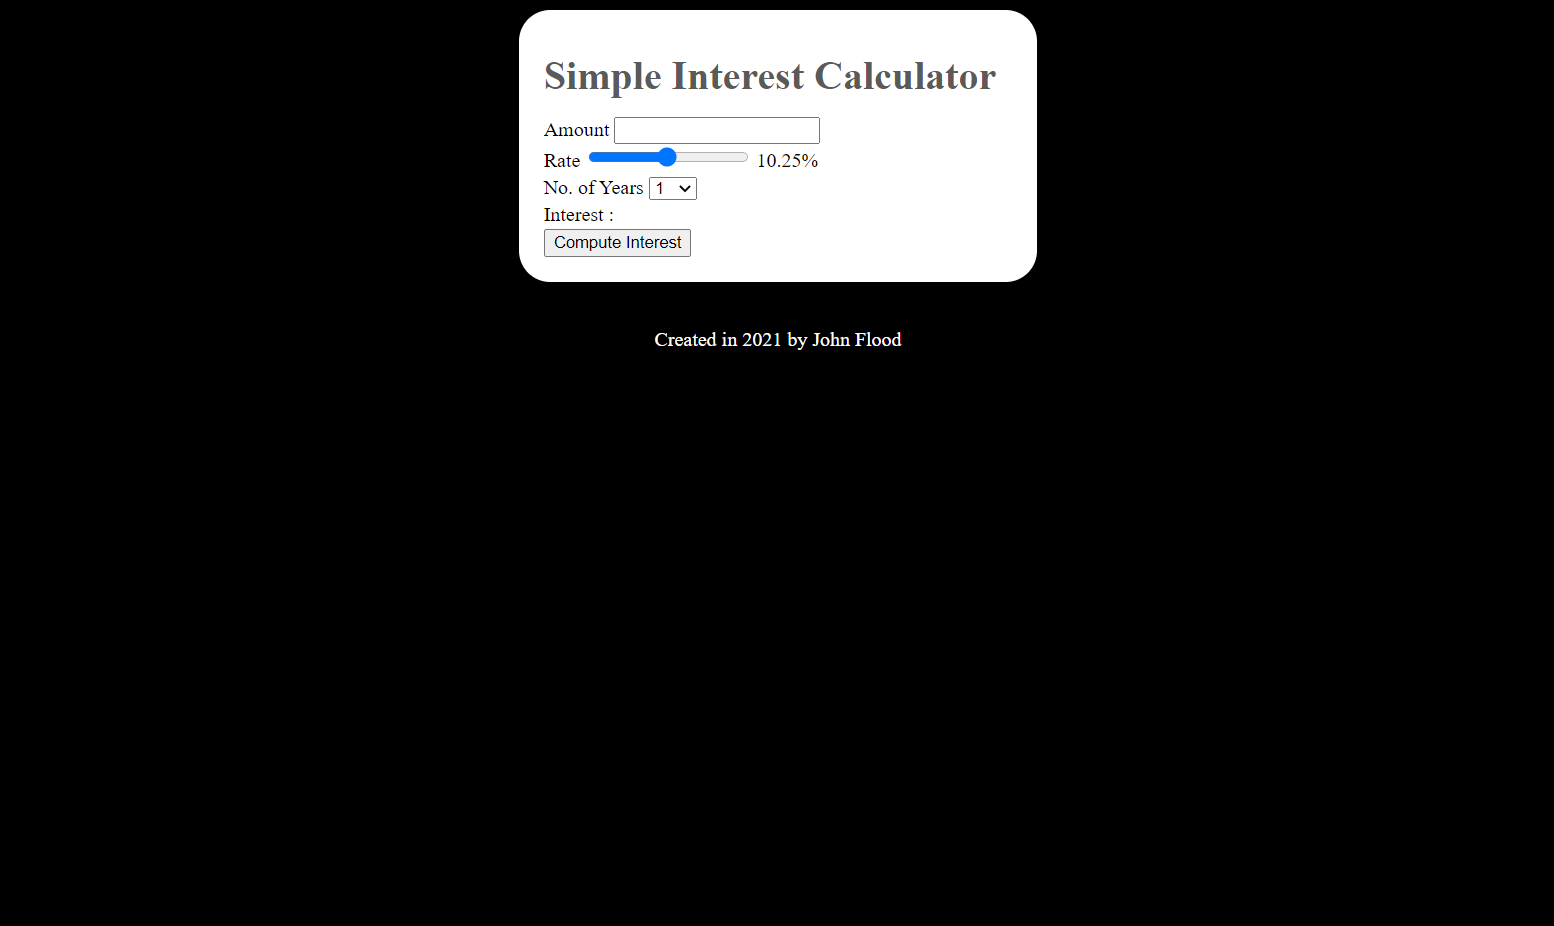 Simple Interest Calculator
Amount
Rate 10.25%
No. of Years 1
Interest :
Compute Interest
Created in 2021 by John Flood